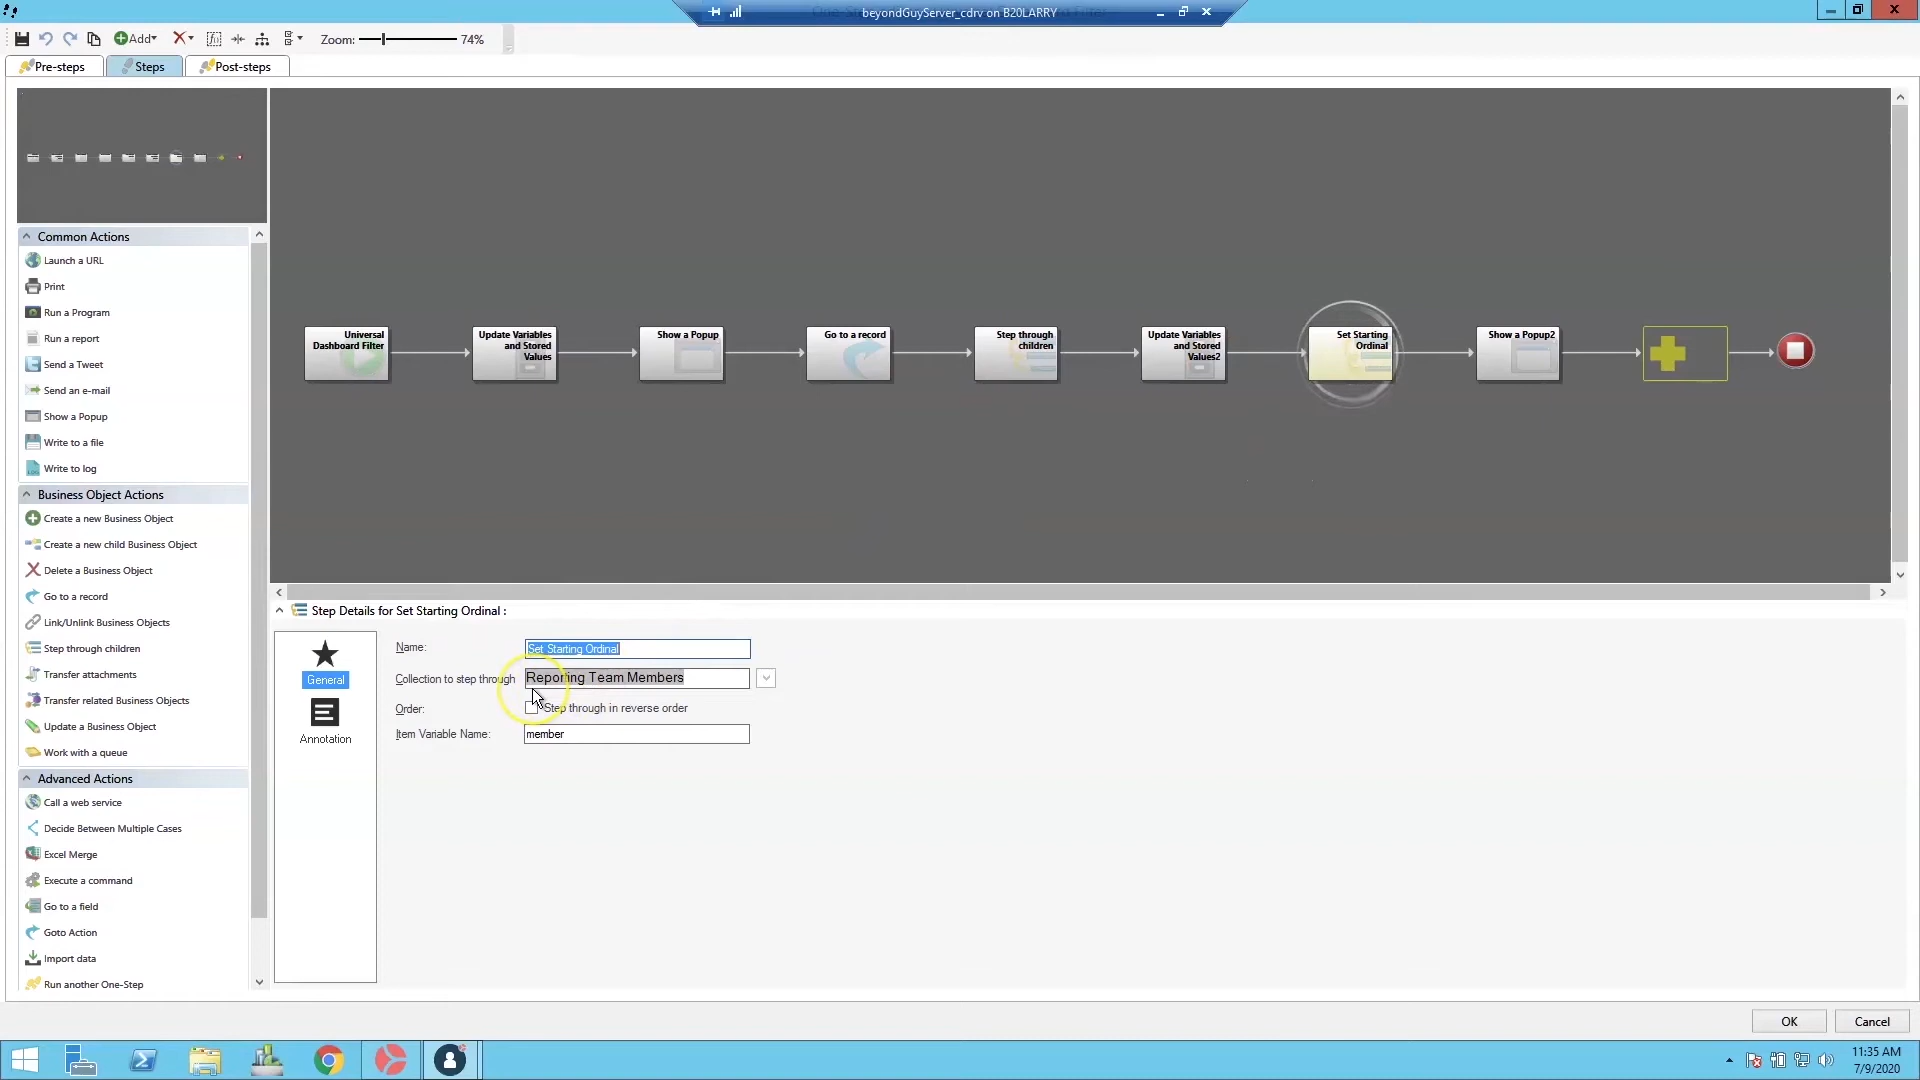 beyondGuyServer_cdrv on B20LARRY
Add
Zoom:
74%
Pre-steps
Steps
Post-steps
Common Actions
Launch a URL
Print
Run a Program
Run a report
Send a Tweet
Send an e-mail
Show a Popup
Write to a file
Write to log
Business Object Actions
Create a new Business Object
Create a new child Business Object
Delete a Business Object
Go to a record
Link/Unlink Business Objects
Step through children
Transfer attachments
Transfer related Business Objects
Update a Business Object
Work with a queue
Advanced Actions
Call a web service
Decide Between Multiple Cases
Excel Merge
Execute a command
Go to a field
Goto Action
Import data
Run another One-Step
Universal
Dashboard Filter
Update Variables
and Stored
Values
Show a Popup
Go to a record
Step through
children
Update Variables
and Stored
Values2
Set Starting
Ordinal
Show a Popup2
Step Details for Set Starting Ordinal :
General
Annotation
Name:
Set Starting Ordinal
Collection to step through
Reporting Team Members
Order:
Step through in reverse order
Item Variable Name:
member
OK
Cancel
11:35 AM
7/9/2020